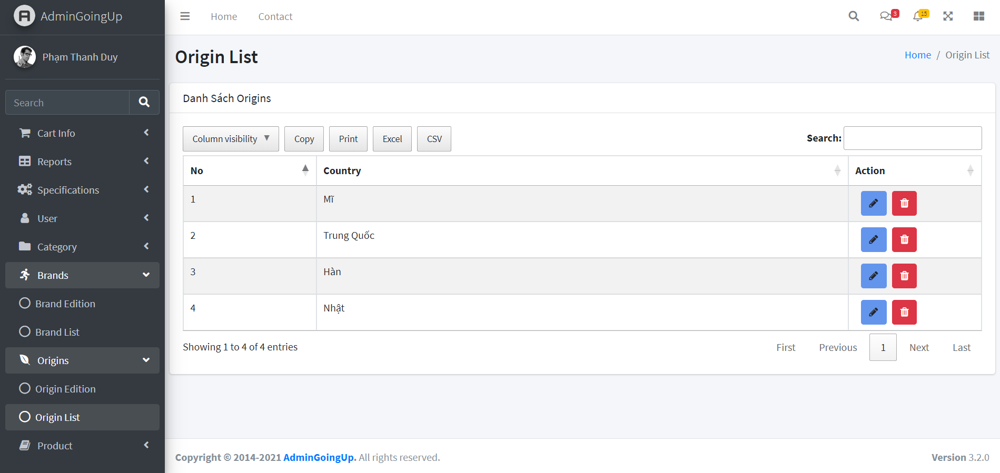 AdminGoingUp
Home
Contact
3
15
Phạm Thanh Duy
Search
Cart Info
Reports
Specifications
User
Category
Brands
Brand Edition
Brand List
Origins
Origin Edition
Origin List
Product
Origin List
Home / Origin List
Danh Sách Origins
Column visibility ▼ Copy Print Excel CSV
Search:
No Country Action
1 Mĩ
2 Trung Quốc
3 Hàn
4 Nhật
Showing 1 to 4 of 4 entries
First Previous 1 Next Last
Copyright © 2014-2021 AdminGoingUp. All rights reserved.
Version 3.2.0